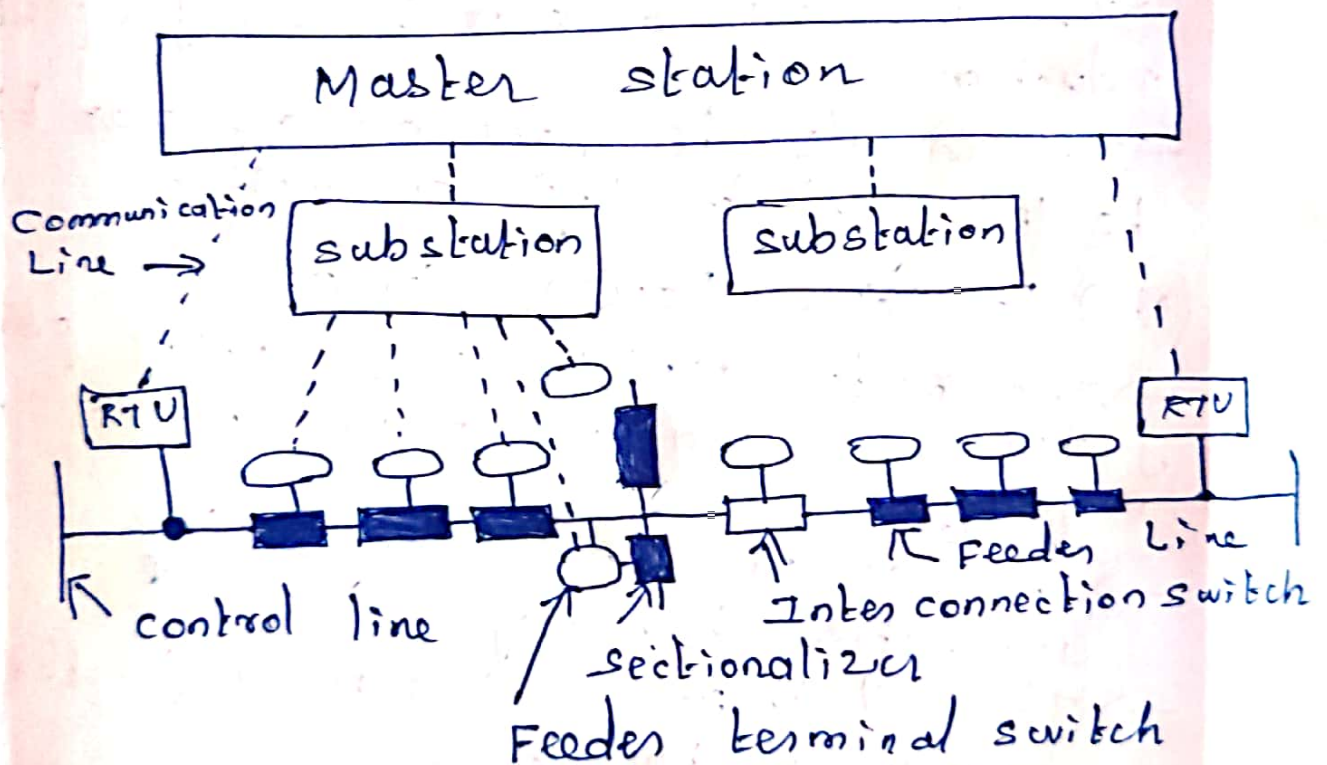 Master station
Communication
Line →
substation
substation
RTU
RTU
Feeder Line
control line
Inter connection switch
sectionalizer
Feeder terminal switch